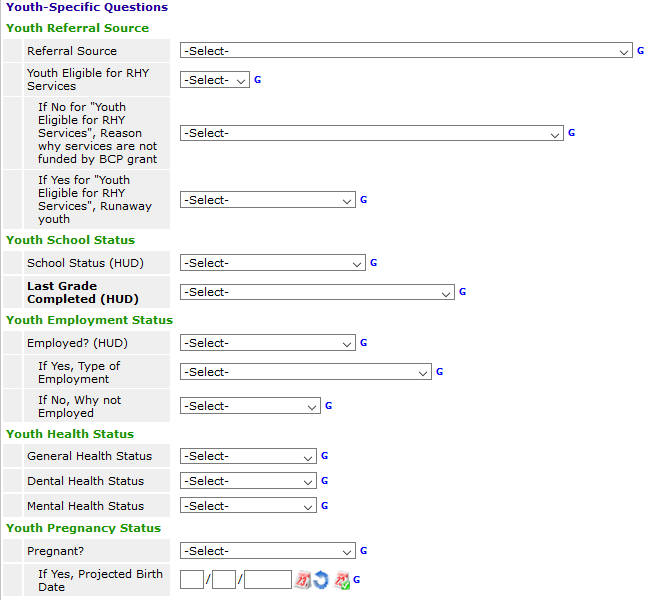 Youth-Specific Questions
Youth Referral Source
Referral Source -Select- G
Youth Eligible for RHY
Services
-Select- G
If No for "Youth
Eligible for RHY
Services", Reason
why services are not
funded by BCP grant
-Select- G
If Yes for "Youth
Eligible for RHY
Services", Runaway
youth
-Select- G
Youth School Status
School Status (HUD) -Select- G
Last Grade
Completed (HUD)
-Select- G
Youth Employment Status
Employed? (HUD) -Select- G
If Yes, Type of
Employment
-Select- G
If No, Why not
Employed
-Select- G
Youth Health Status
General Health Status -Select- G
Dental Health Status -Select- G
Mental Health Status -Select- G
Youth Pregnancy Status
Pregnant? -Select- G
If Yes, Projected Birth
Date
/ / G